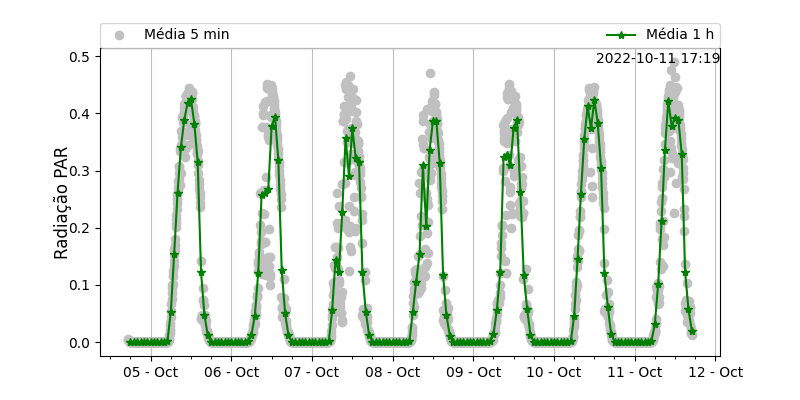 Média 5 min
Média 1 h
2022-10-11 17:19
Radiação PAR
0.5
0.4
0.3
0.2
0.1
0.0
05 - Oct
06 - Oct
07 - Oct
08 - Oct
09 - Oct
10 - Oct
11 - Oct
12 - Oct